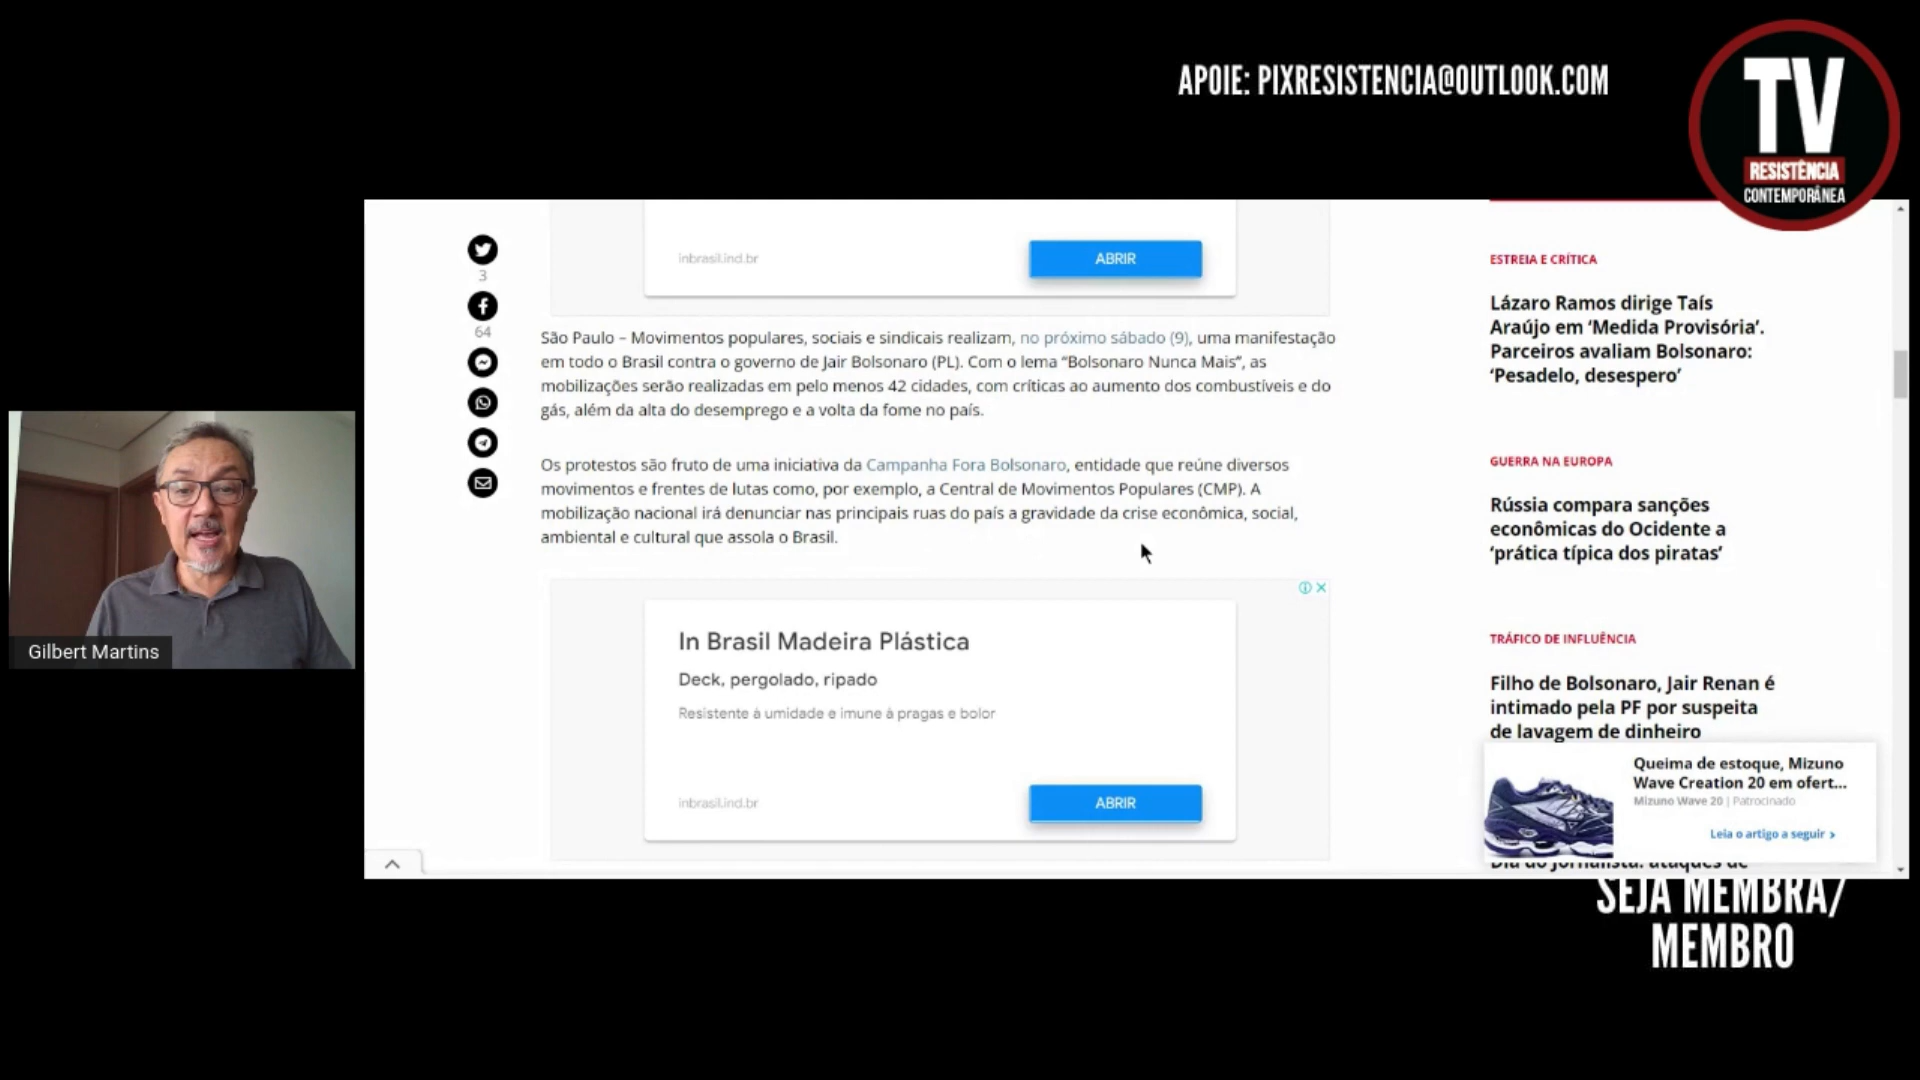 APOIE: PIXRESISTENCIA@OUTLOOK.COM
TV
RESISTÊNCIA
CONTEMPORÂNEA
Gilbert Martins
3
64
inbrasil.ind.br
ABRIR
São Paulo – Movimentos populares, sociais e sindicais realizam, no próximo sábado (9), uma manifestação
em todo o Brasil contra o governo de Jair Bolsonaro (PL). Com o lema “Bolsonaro Nunca Mais”, as
mobilizações serão realizadas em pelo menos 42 cidades, com críticas ao aumento dos combustíveis e do
gás, além da alta do desemprego e a volta da fome no país.
Os protestos são fruto de uma iniciativa da Campanha Fora Bolsonaro, entidade que reúne diversos
movimentos e frentes de lutas como, por exemplo, a Central de Movimentos Populares (CMP). A
mobilização nacional irá denunciar nas principais ruas do país a gravidade da crise econômica, social,
ambiental e cultural que assola o Brasil.
In Brasil Madeira Plástica
Deck, pergolado, ripado
Resistente à umidade e imune à pragas e bolor
inbrasil.ind.br
ABRIR
ESTREIA E CRÍTICA
Lázaro Ramos dirige Taís
Araújo em ‘Medida Provisória’.
Parceiros avaliam Bolsonaro:
‘Pesadelo, desespero’
GUERRA NA EUROPA
Rússia compara sanções
econômicas do Ocidente a
‘prática típica dos piratas’
TRÁFICO DE INFLUÊNCIA
Filho de Bolsonaro, Jair Renan é
intimado pela PF por suspeita
de lavagem de dinheiro
Queima de estoque, Mizuno
Wave Creation 20 em ofert...
Mizuno Wave 20 | Patrocinado
Leia o artigo a seguir >
Dia do jornalista: ataques de
SEJA MEMBRA/
MEMBRO